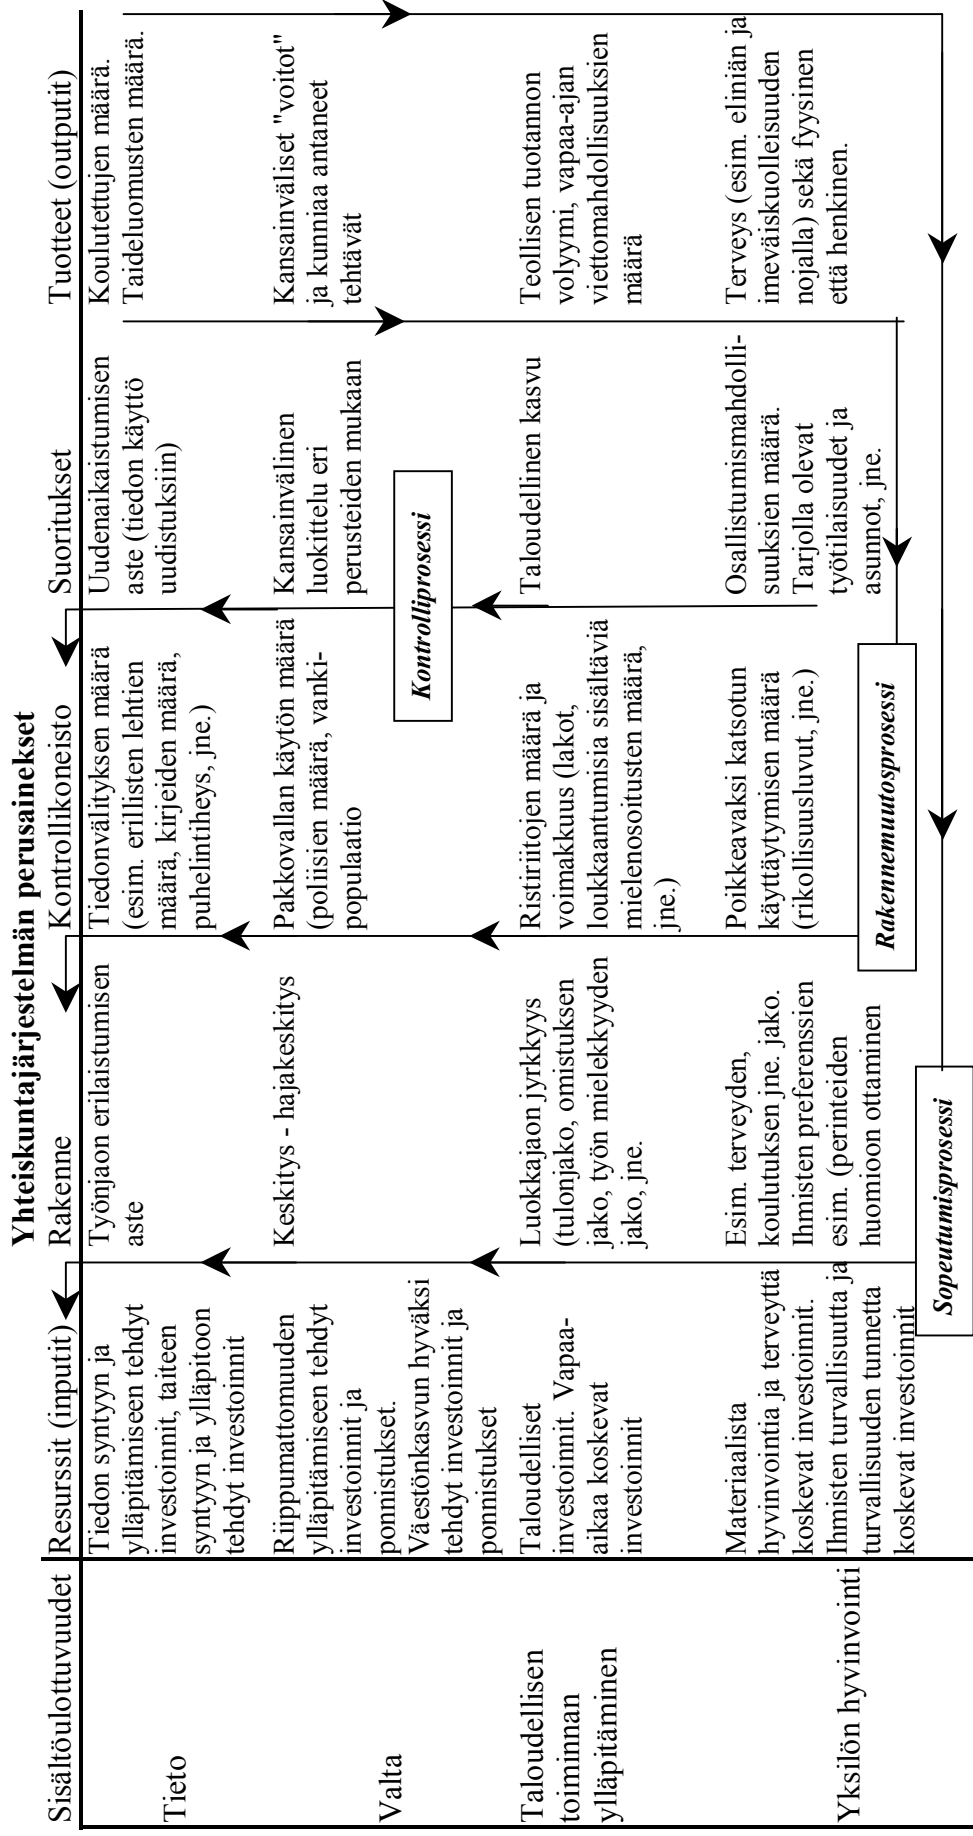 Yhteiskuntajärjestelmän perusainekset
Sisältöulottuvuudet
Resurssit (inputit)
Rakenne
Kontrollikoneisto
Suoritukset
Tuotteet (outputit)
Tieto
Tiedon syntyyn ja
ylläpitämiseen tehdyt
investoinnit, taiteen
syntyyn ja ylläpitoon
tehdyt investoinnit
Työnjaon erilaistumisen
aste
Tiedonvälityksen määrä
(esim. erillisten lehtien
määrä, kirjeiden määrä,
puhelintiheys, jne.)
Uudenaikaistumisen
aste (tiedon käyttö
uudistuksiin)
Koulutettujen määrä.
Taideluomusten määrä.
Valta
Riippumattomuuden
ylläpitämiseen tehdyt
investoinnit ja
ponnistukset.
Väestönkasvun hyväksi
tehdyt investoinnit ja
ponnistukset
Keskitys - hajakeskitys
Pakkovallan käytön määrä
(poliisien määrä, vanki-
populaatio
Kansainvälinen
luokittelu eri
perusteiden mukaan
Kansainväliset "voitot"
ja kunniaa antaneet
tehtävät
Kontrolliprosessi
Taloudellisen
toiminnan
ylläpitäminen
Taloudelliset
investoinnit. Vapaa-
aikaa koskevat
investoinnit
Luokkajaon jyrkkyys
(tulonjako, omistuksen
jako, työn mielekkyyden
jako, jne.
Ristiriitojen määrä ja
voimakkuus (lakot,
loukkaantumisia sisältäviä
mielenosoitusten määrä,
jne.)
Taloudellinen kasvu
Teollisen tuotannon
volyymi, vapaa-ajan
viettomahdollisuuksien
määrä
Yksilön hyvinvointi
Materiaalista
hyvinvointia ja terveyttä
koskevat investoinnit.
Ihmisten turvallisuutta ja
turvallisuuden tunnetta
koskevat investoinnit
Esim. terveyden,
koulutuksen jne. jako.
Ihmisten preferenssien
esim. (perinteiden
huomioon ottaminen
Poikkeavaksi katsotun
käyttäytymisen määrä
(rikollisuusluvut, jne.)
Osallistumismahdolli-
suuksien määrä.
Tarjolla olevat
työtilaisuudet ja
asunnot, jne.
Terveys (esim. eliniän ja
imeväiskuolleisuuden
nojalla) sekä fyysinen
että henkinen.
Rakennemuutosprosessi
Sopeutumisprosessi